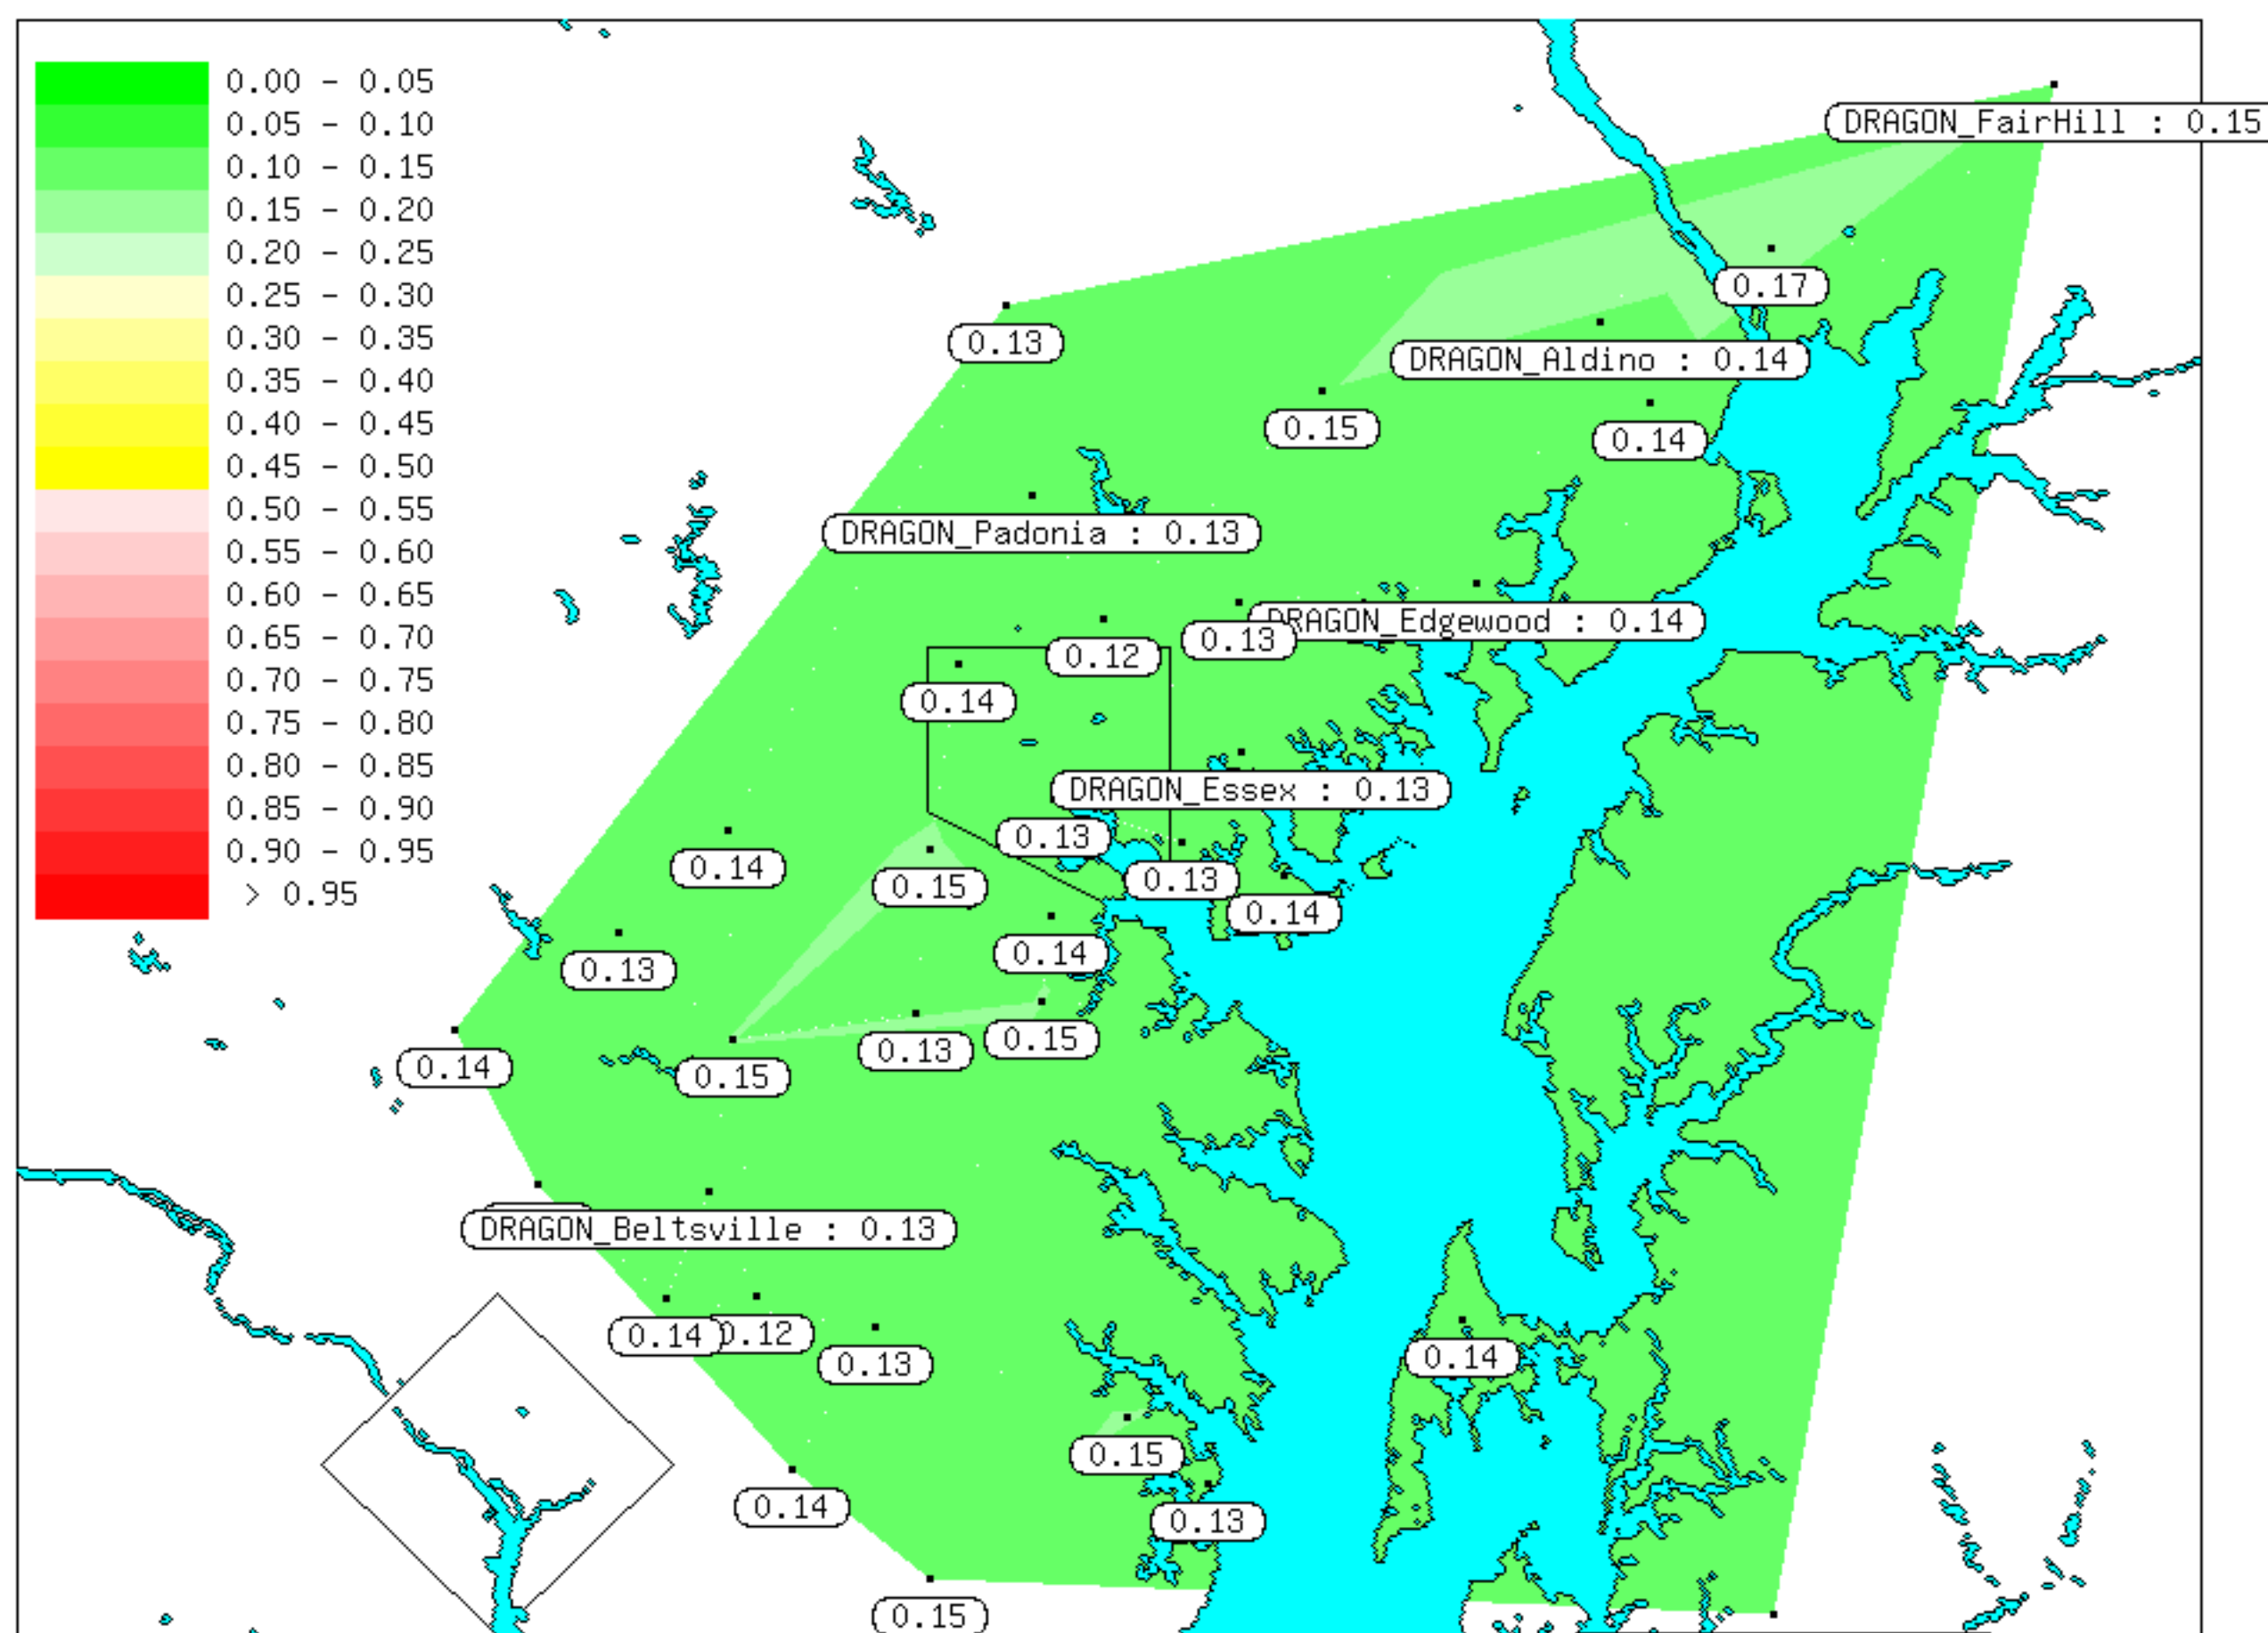 0.00 - 0.05
0.05 - 0.10
0.10 - 0.15
0.15 - 0.20
0.20 - 0.25
0.25 - 0.30
0.30 - 0.35
0.35 - 0.40
0.40 - 0.45
0.45 - 0.50
0.50 - 0.55
0.55 - 0.60
0.60 - 0.65
0.65 - 0.70
0.70 - 0.75
0.75 - 0.80
0.80 - 0.85
0.85 - 0.90
0.90 - 0.95
> 0.95
DRAGON_FairHill : 0.15
0.17
0.13
DRAGON_Aldino : 0.14
0.15
0.14
DRAGON_Padonia : 0.13
DRAGON_Edgewood : 0.14
0.13
0.12
0.14
DRAGON_Essex : 0.13
0.13
0.14
0.15
0.13
0.14
0.14
0.13
0.15
0.13
0.14
0.15
DRAGON_Beltsville : 0.13
0.14
0.12
0.13
0.14
0.15
0.14
0.13
0.15